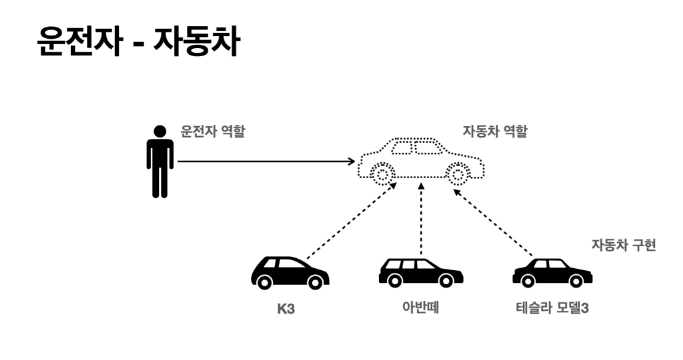 운전자 - 자동차
운전자 역할
자동차 역할
자동차 구현
K3
아반떼
테슬라 모델3